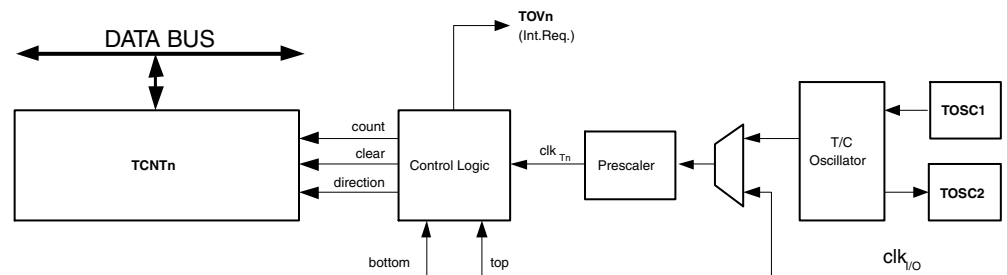 TOVn
(Int.Req.)
DATA BUS
TOSC1
count
T/C
Oscillator
TCNTn
clear
Control Logic
clk Tn
Prescaler
direction
TOSC2
bottom
top
clk I/O